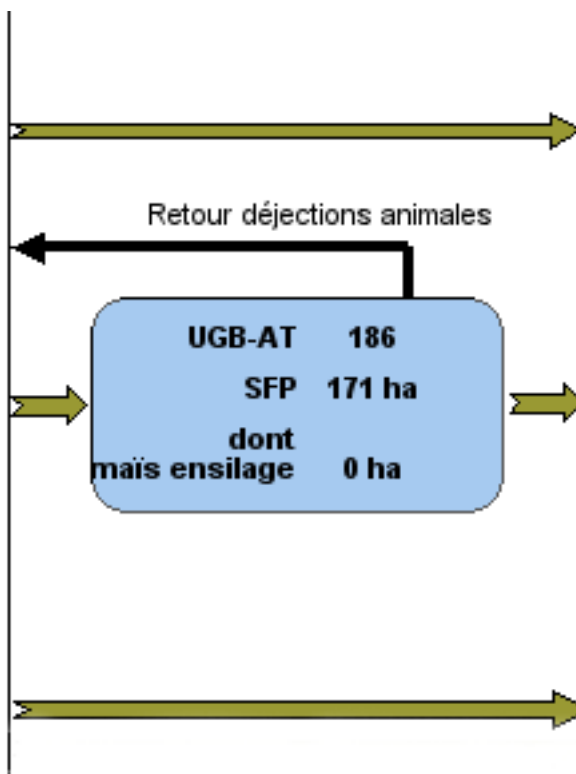 Retour déjections animales
UGB-AT 186
SFP 171 ha
dont
maïs ensilage 0 ha